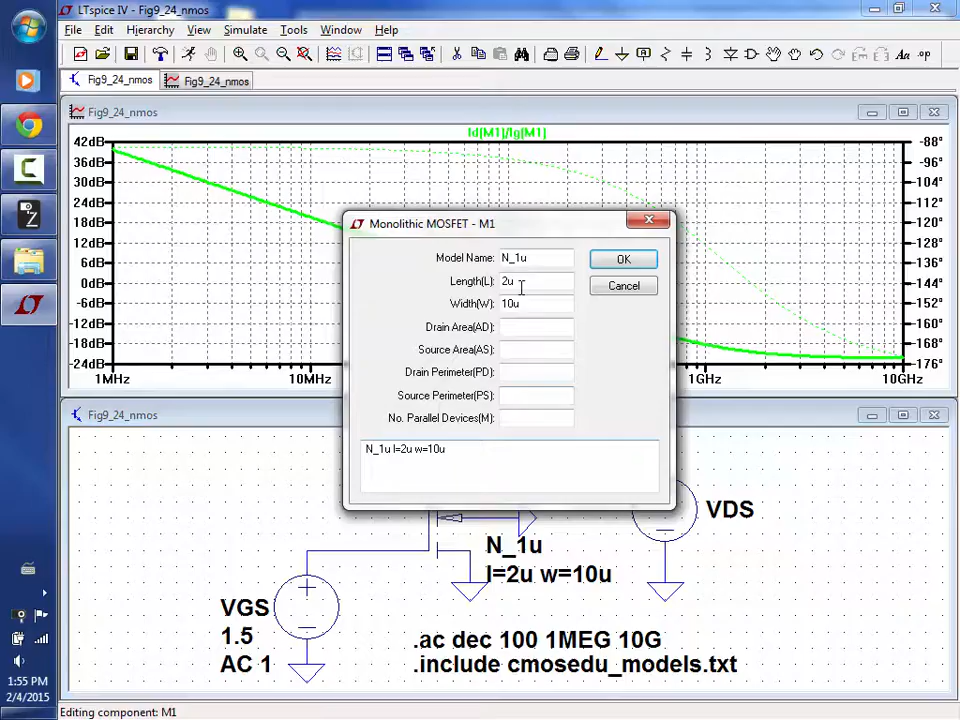 LTspice IV - Fig9_24_nmos
File Edit Hierarchy View Simulate Tools Window Help
Fig9_24_nmos Fig9_24_nmos
Fig9_24_nmos
Id[M1]/Ig[M1]
42dB -88°
36dB -96°
30dB -104°
24dB -112°
18dB -120°
12dB -128°
6dB -136°
0dB -144°
-6dB -152°
-12dB -160°
-18dB -168°
-24dB -176°
1MHz 10MHz 1GHz 10GHz
Monolithic MOSFET - M1
Model Name: N_1u OK
Length(L): 2u Cancel
Width(W): 10u
Drain Area(AD):
Source Area(AS):
Drain Perimeter(PD):
Source Perimeter(PS):
No. Parallel Devices(M):
N_1u l=2u w=10u
Fig9_24_nmos
VDS
N_1u
l=2u w=10u
VGS
1.5
AC 1
.ac dec 100 1MEG 10G
.include cmosedu_models.txt
1:55 PM
2/4/2015
Editing component: M1